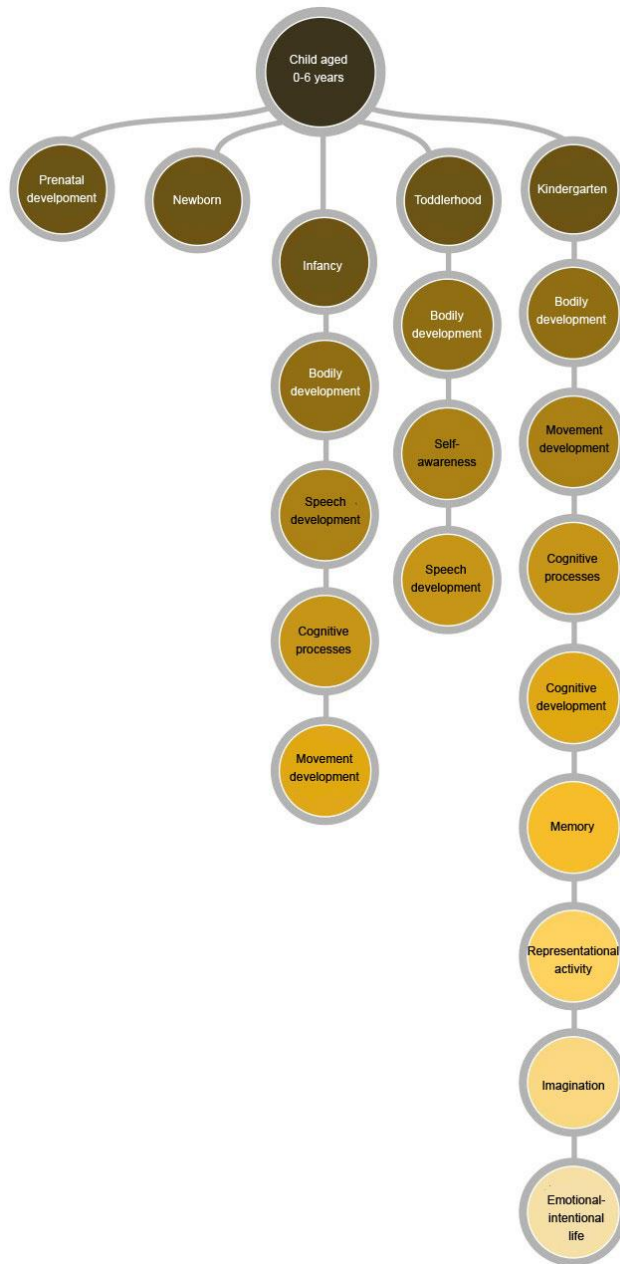 Child aged
0-6 years
Prenatal
develpoment
Newborn
Infancy
Bodily
development
Speech
development
Cognitive
processes
Movement
development
Toddlerhood
Bodily
development
Self-
awareness
Speech
development
Kindergarten
Bodily
development
Movement
development
Cognitive
processes
Cognitive
development
Memory
Representational
activity
Imagination
Emotional-
intentional
life